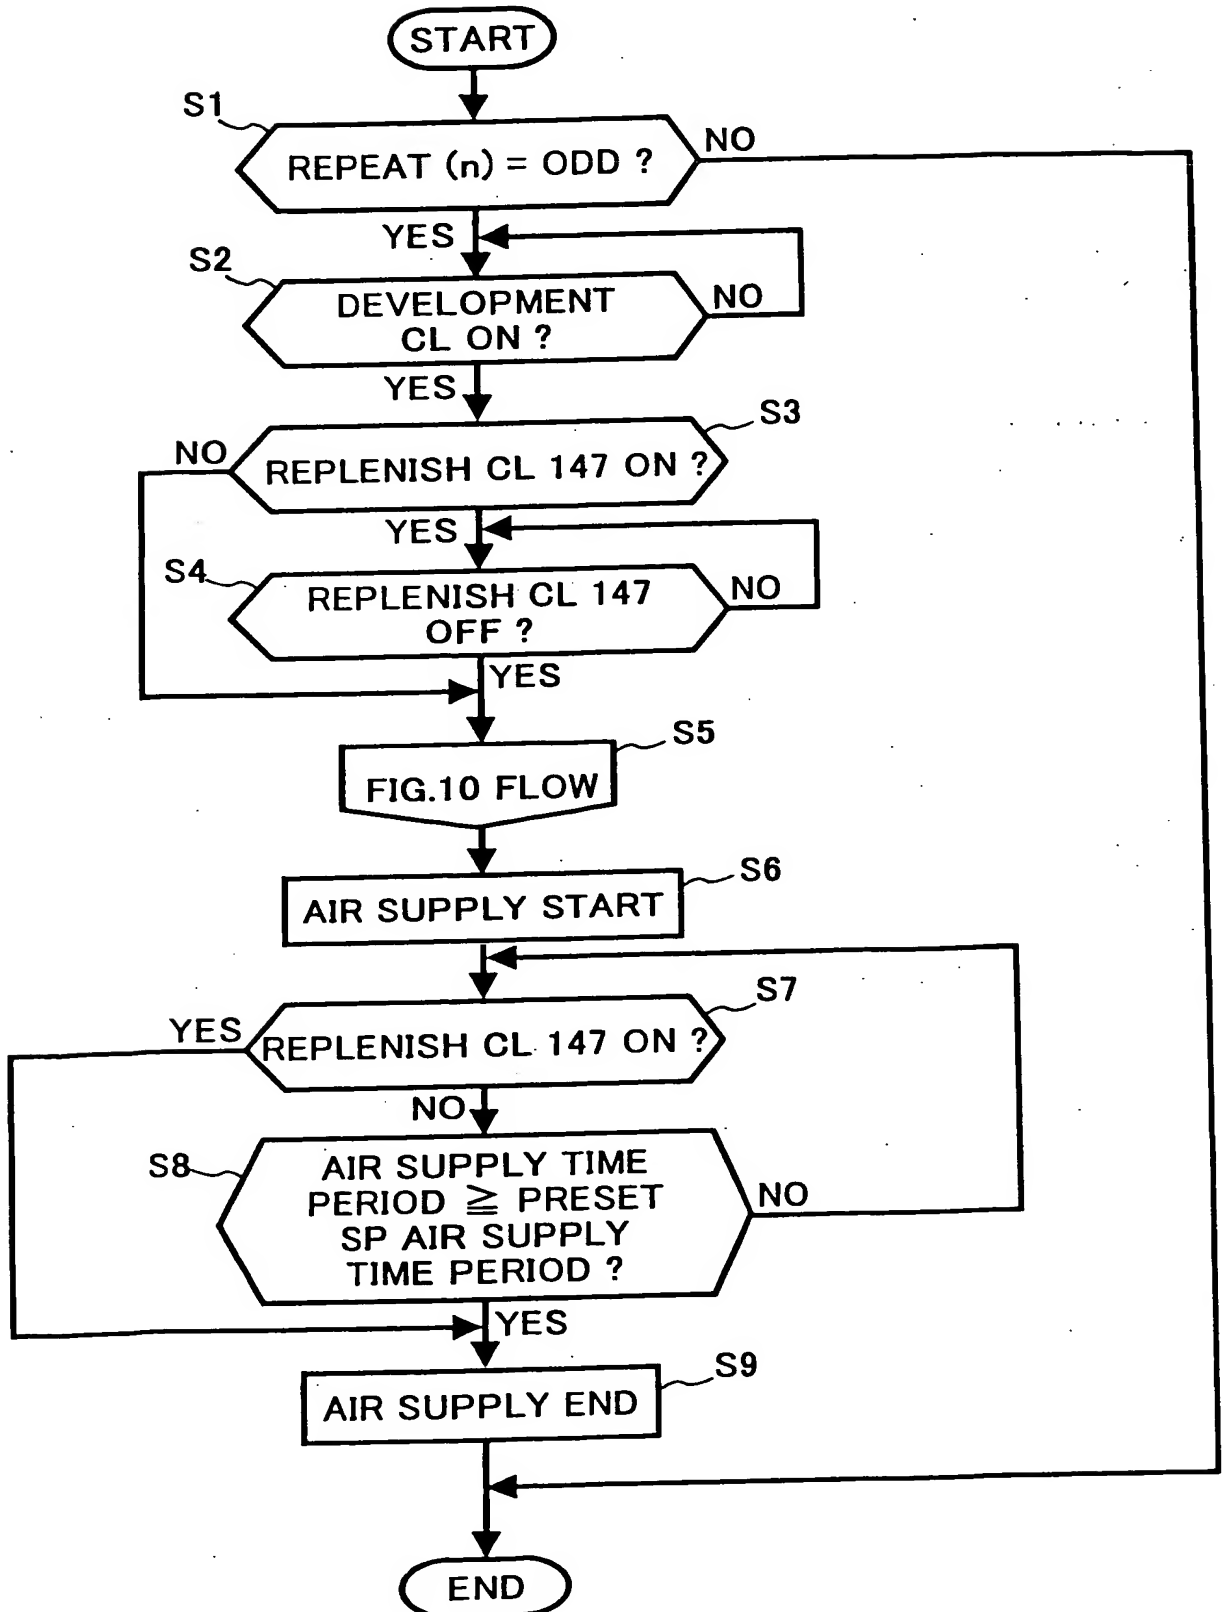 START
S1
REPEAT (n) = ODD ?
NO
YES
S2
DEVELOPMENT
CL ON ?
NO
YES
S3
NO
REPLENISH CL 147 ON ?
YES
S4
REPLENISH CL 147
OFF ?
NO
YES
S5
FIG.10 FLOW
S6
AIR SUPPLY START
S7
YES
REPLENISH CL 147 ON ?
NO
S8
AIR SUPPLY TIME
PERIOD ≧ PRESET
SP AIR SUPPLY
TIME PERIOD ?
NO
YES
S9
AIR SUPPLY END
END